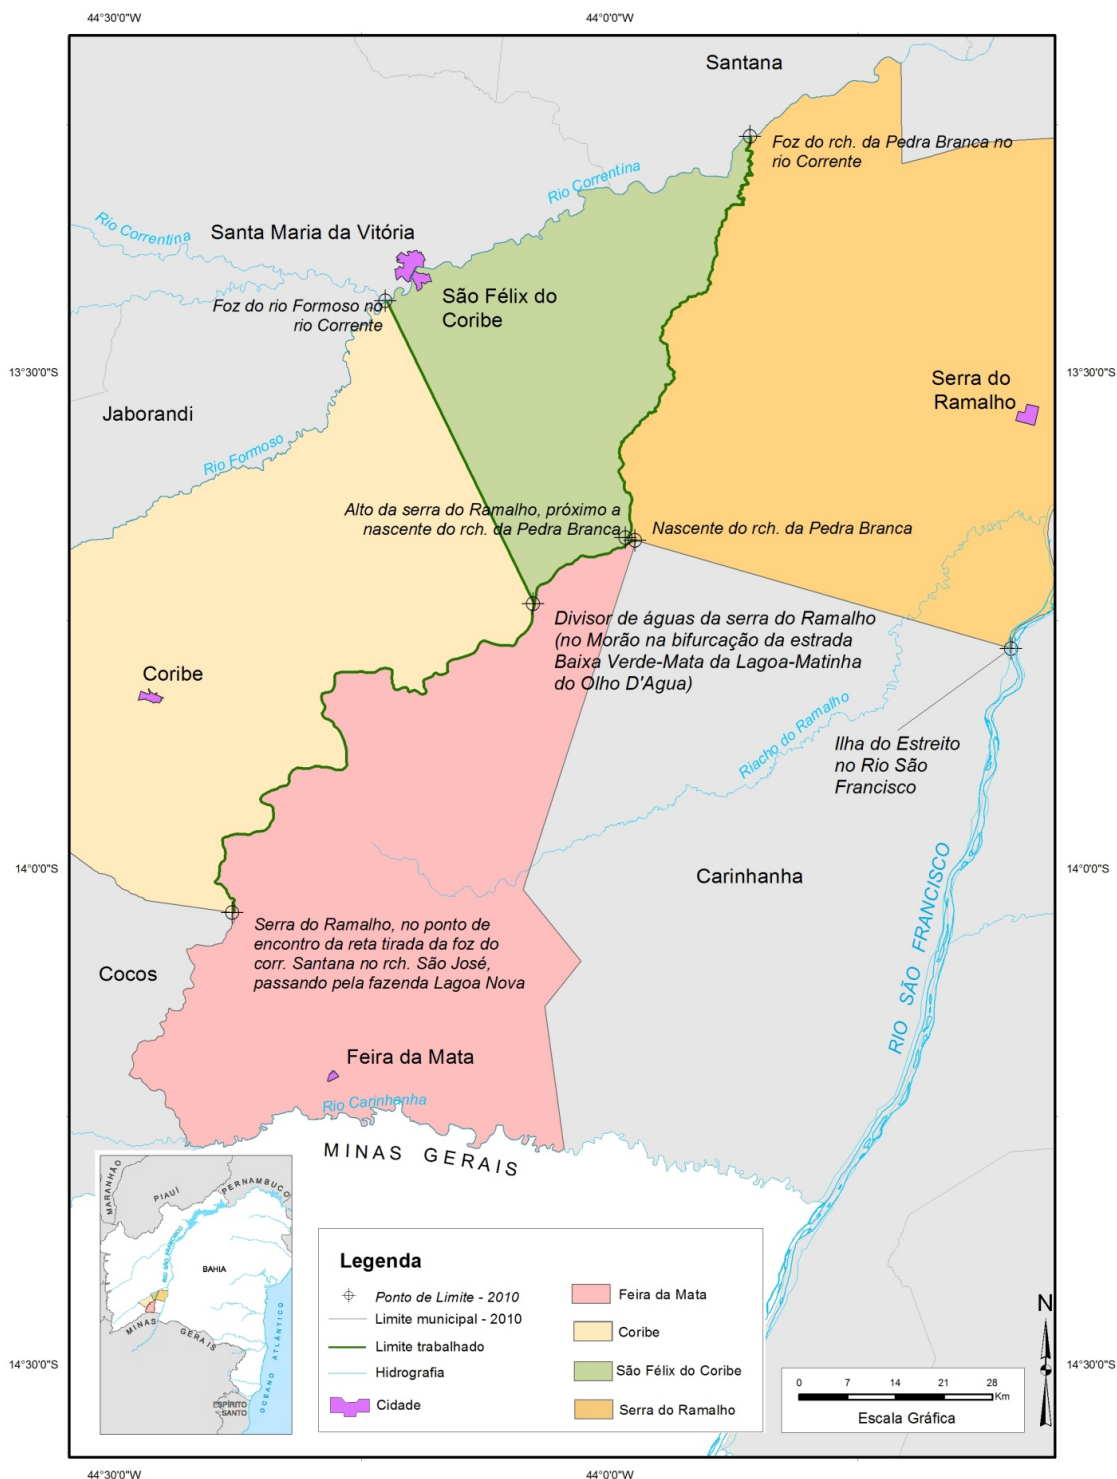 44°30'0"W
44°0'0"W
Santana
Foz do rch. da Pedra Branca no
rio Corrente
Rio Correntina
Rio Correntina
Santa Maria da Vitória
Foz do rio Formoso no
rio Corrente
São Félix do
Coribe
13°30'0"S
13°30'0"S
Serra do
Ramalho
Jaborandi
Rio Formoso
Alto da serra do Ramalho, próximo a
nascente do rch. da Pedra Branca
Nascente do rch. da Pedra Branca
Divisor de águas da serra do Ramalho
(no Morão na bifurcação da estrada
Baixa Verde-Mata da Lagoa-Matinha
do Olho D'Agua)
Coribe
Riacho do Ramalho
Ilha do Estreito
no Rio São
Francisco
14°0'0"S
14°0'0"S
Carinhanha
RIO SÃO FRANCISCO
Serra do Ramalho, no ponto de
encontro da reta tirada da foz do
corr. Santana no rch. São José,
passando pela fazenda Lagoa Nova
Cocos
Feira da Mata
Rio Carinhanha
MINAS GERAIS
MARANHÃO
PIAUÍ
PERNAMBUCO
RIO SÃO FRANCISCO
BAHIA
MINAS GERAIS
ESPÍRITO
SANTO
OCEANO ATLÂNTICO
Legenda
Ponto de Limite - 2010
Limite municipal - 2010
Limite trabalhado
Hidrografia
Cidade
Feira da Mata
Coribe
São Félix do Coribe
Serra do Ramalho
N
14°30'0"S
14°30'0"S
0 7 14 21 28
Km
Escala Gráfica
44°30'0"W
44°0'0"W